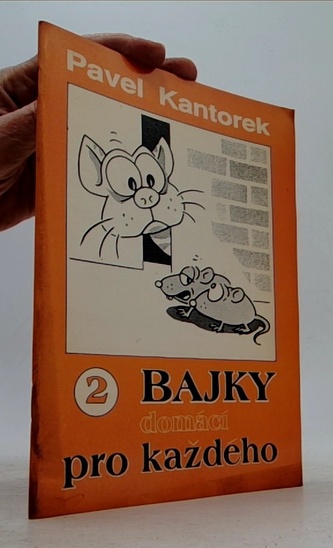 Pavel Kantorek
2 BAJKY
domácí
pro každého